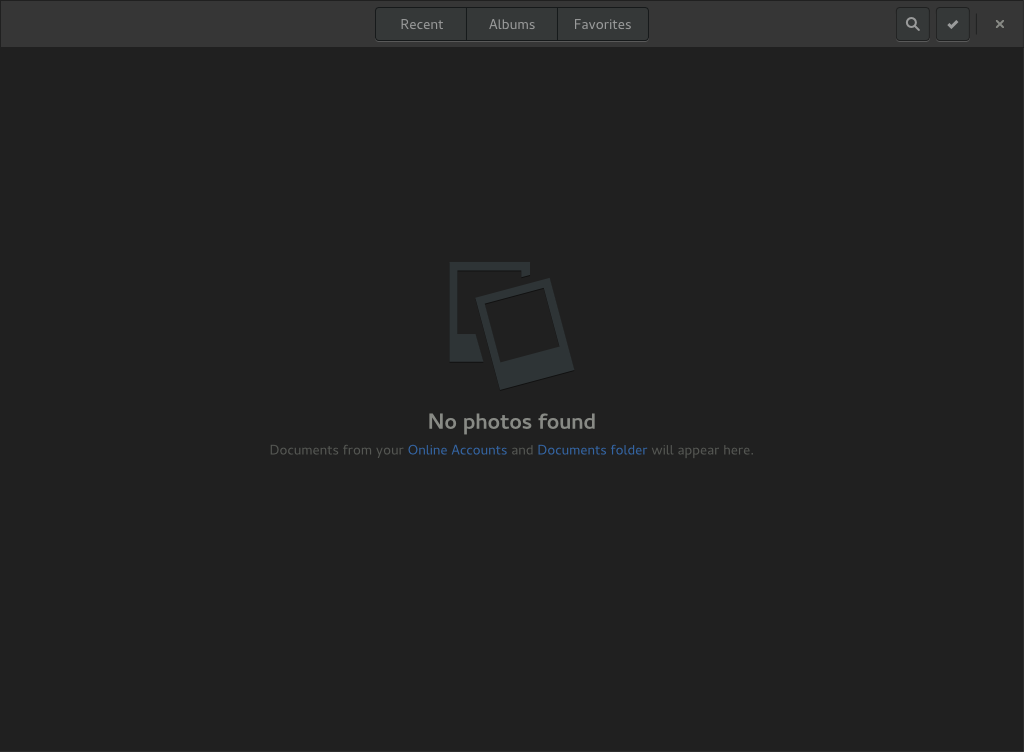 Recent Albums Favorites
No photos found
Documents from your Online Accounts and Documents folder will appear here.